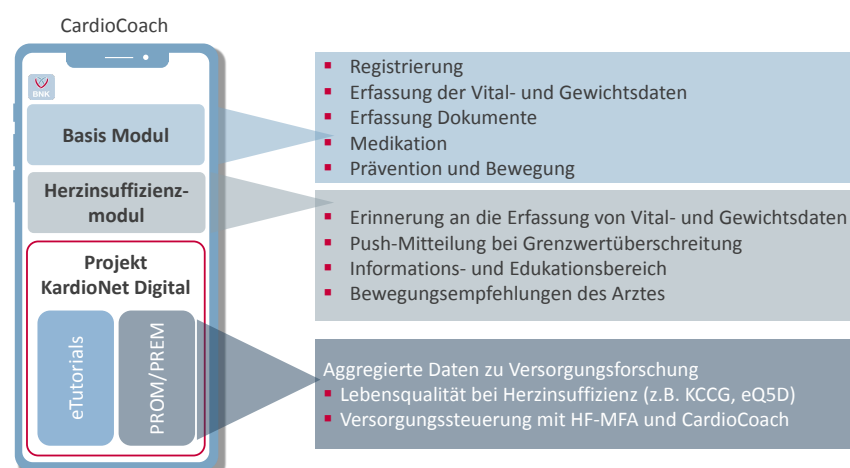 CardioCoach
BNK
Basis Modul
Herzinsuffizienz-
modul
Projekt
KardioNet Digital
eTutorials
PROM/PREM
Registrierung
Erfassung der Vital- und Gewichtsdaten
Erfassung Dokumente
Medikation
Prävention und Bewegung
Erinnerung an die Erfassung von Vital- und Gewichtsdaten
Push-Mitteilung bei Grenzwertüberschreitung
Informations- und Edukationsbereich
Bewegungsempfehlungen des Arztes
Aggregierte Daten zu Versorgungsforschung
Lebensqualität bei Herzinsuffizienz (z.B. KCCG, eQ5D)
Versorgungssteuerung mit HF-MFA und CardioCoach